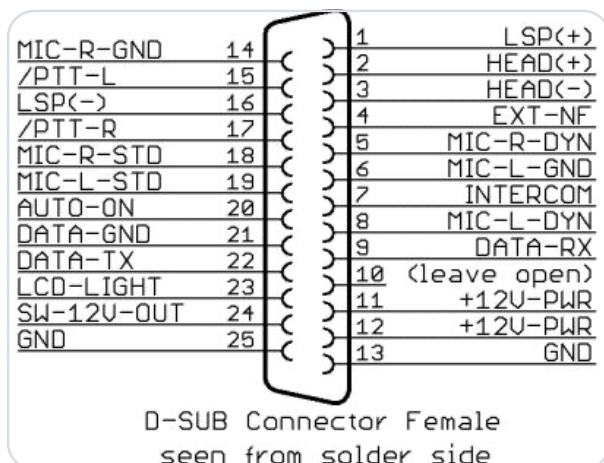 MIC-R-GND 14
/PTT-L 15
LSP(-) 16
/PTT-R 17
MIC-R-STD 18
MIC-L-STD 19
AUTO-ON 20
DATA-GND 21
DATA-TX 22
LCD-LIGHT 23
SW-12V-OUT 24
GND 25
1 LSP(+)
2 HEAD(+)
3 HEAD(-)
4 EXT-NF
5 MIC-R-DYN
6 MIC-L-GND
7 INTERCOM
8 MIC-L-DYN
9 DATA-RX
10 (leave open)
11 +12V-PWR
12 +12V-PWR
13 GND
D-SUB Connector Female
seen from solder side